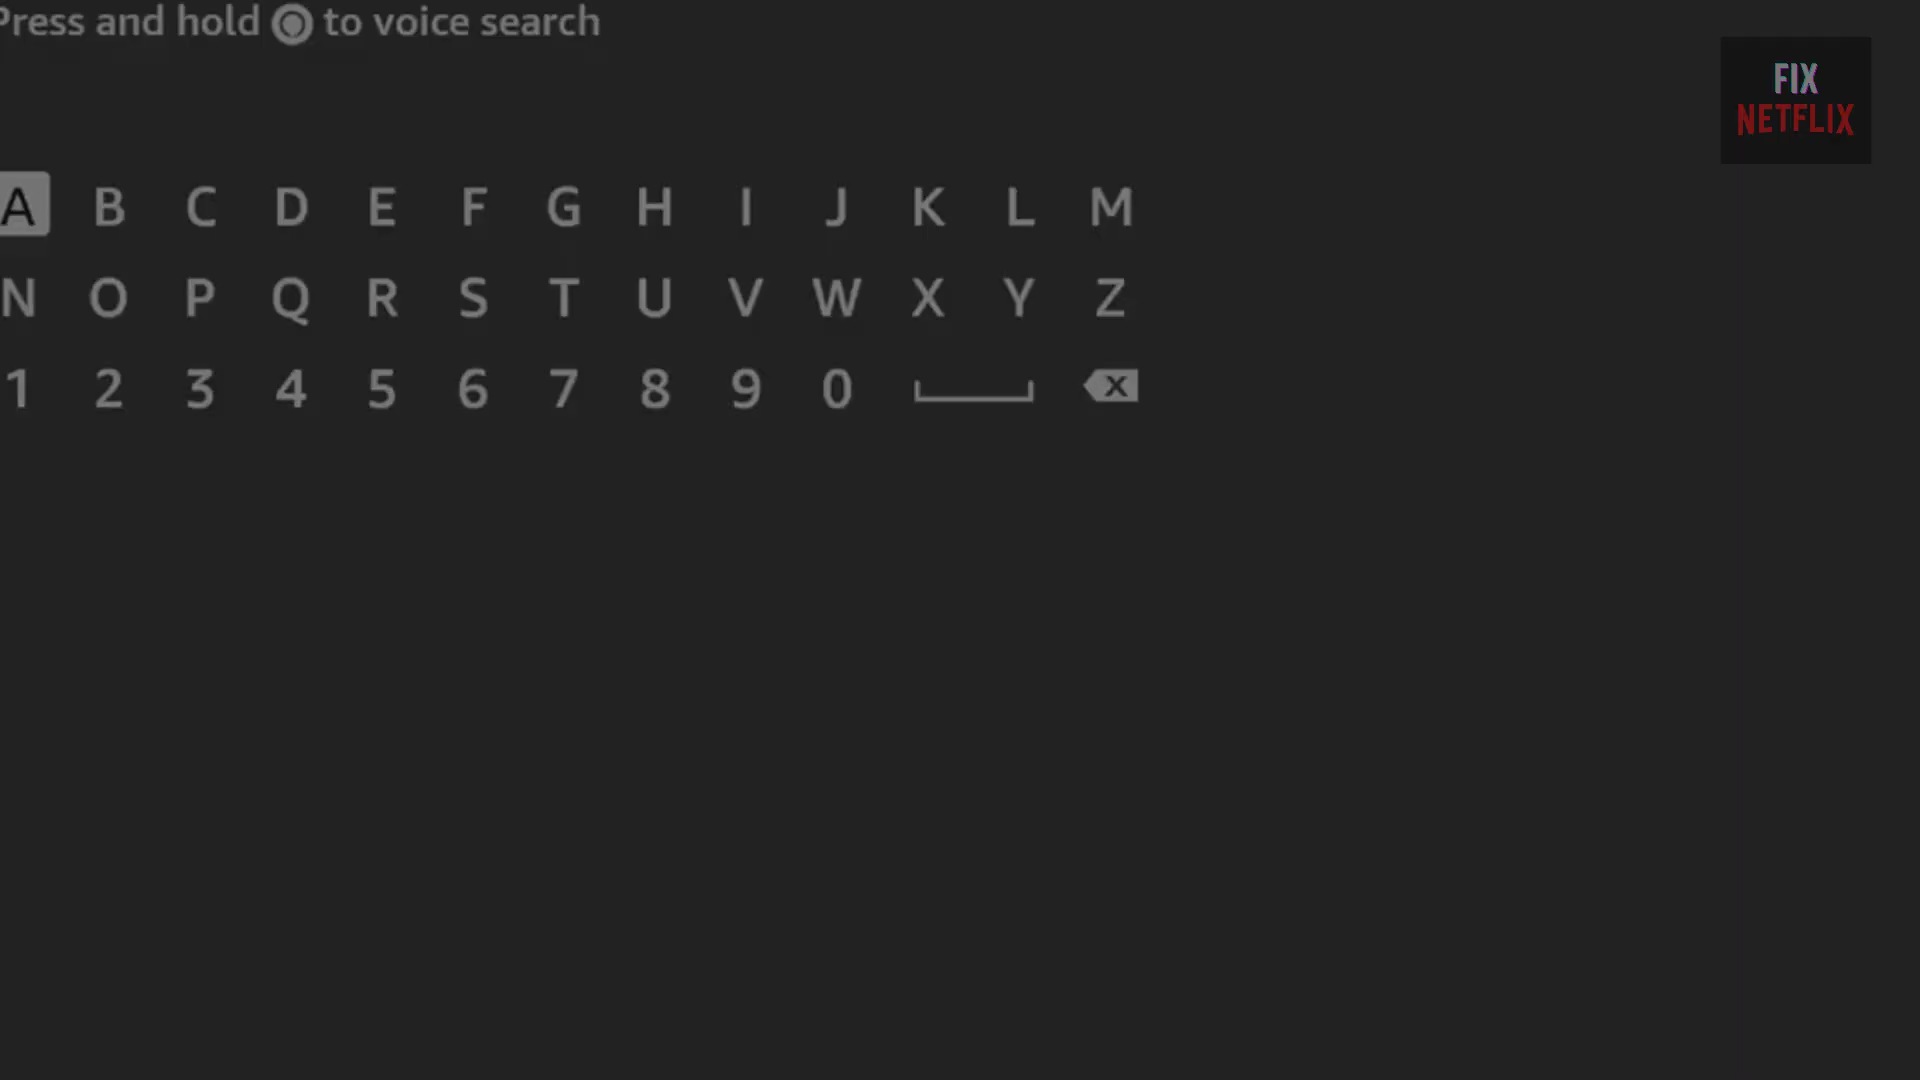 Press and hold to voice search
FIX
NETFLIX
A B C D E F G H I J K L M
N O P Q R S T U V W X Y Z
1 2 3 4 5 6 7 8 9 0